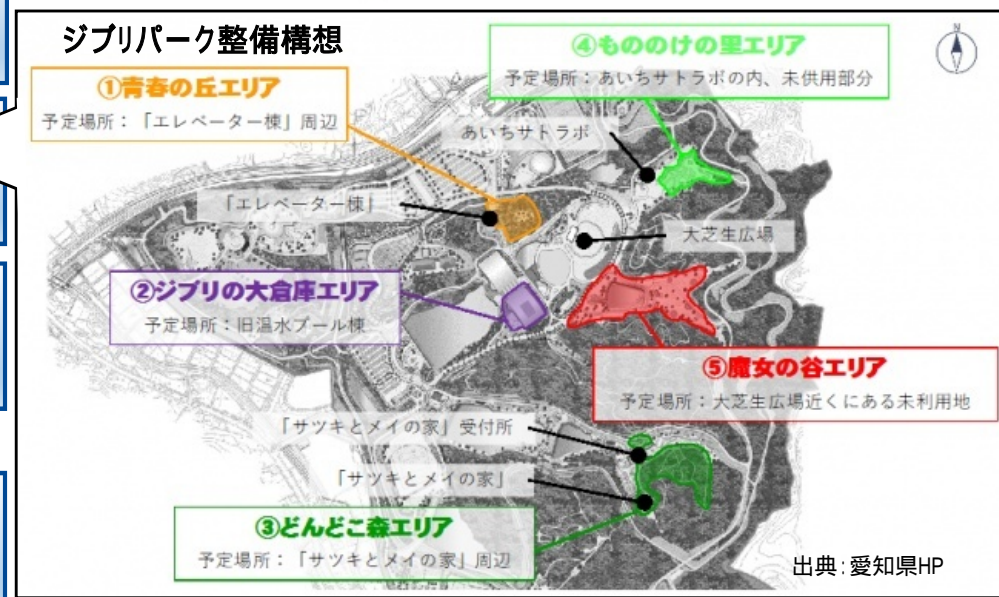 ジブリパーク整備構想
①青春の丘エリア
予定場所：「エレベーター棟」周辺
④もののけの里エリア
予定場所：あいちサトラボの内、未供用部分
N
あいちサトラボ
「エレベーター棟」
大芝生広場
②ジブリの大倉庫エリア
予定場所：旧温水プール棟
⑤魔女の谷エリア
予定場所：大芝生広場近くにある未利用地
「サツキとメイの家」受付所
「サツキとメイの家」
③どんどこ森エリア
予定場所：「サツキとメイの家」周辺
出典：愛知県HP